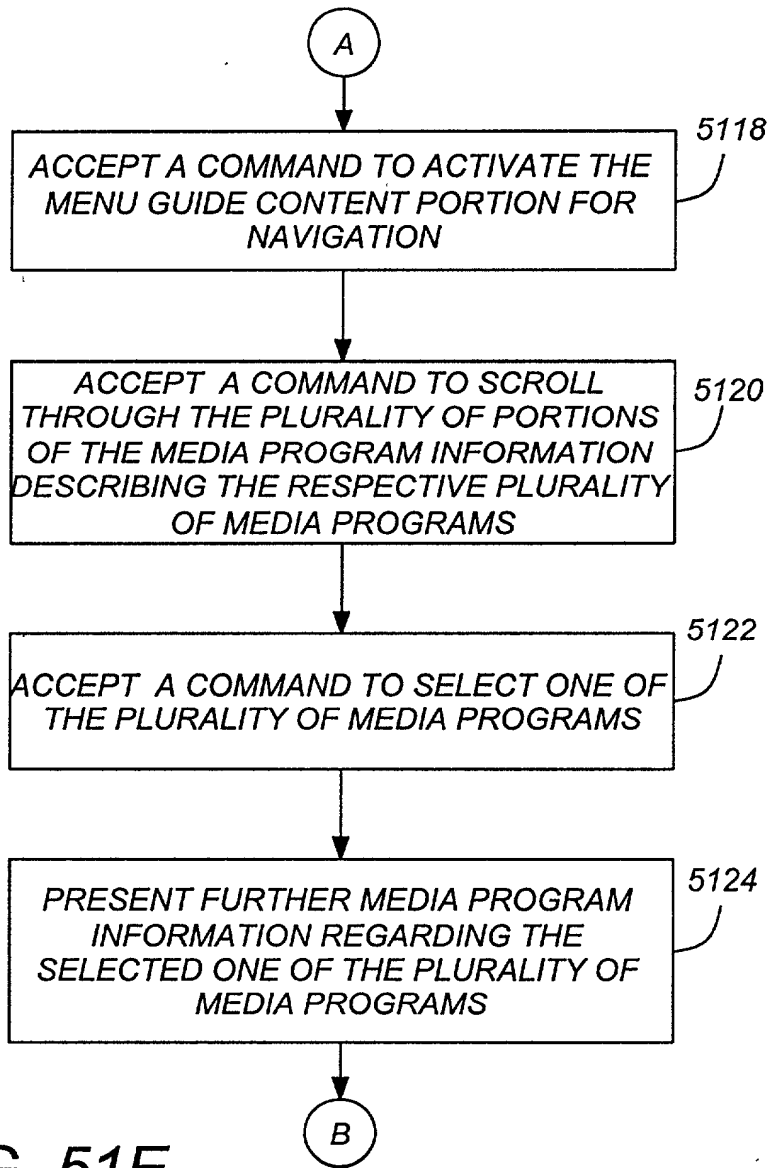 A
5118
ACCEPT A COMMAND TO ACTIVATE THE
MENU GUIDE CONTENT PORTION FOR
NAVIGATION
5120
ACCEPT A COMMAND TO SCROLL
THROUGH THE PLURALITY OF PORTIONS
OF THE MEDIA PROGRAM INFORMATION
DESCRIBING THE RESPECTIVE PLURALITY
OF MEDIA PROGRAMS
5122
ACCEPT A COMMAND TO SELECT ONE OF
THE PLURALITY OF MEDIA PROGRAMS
5124
PRESENT FURTHER MEDIA PROGRAM
INFORMATION REGARDING THE
SELECTED ONE OF THE PLURALITY OF
MEDIA PROGRAMS
B